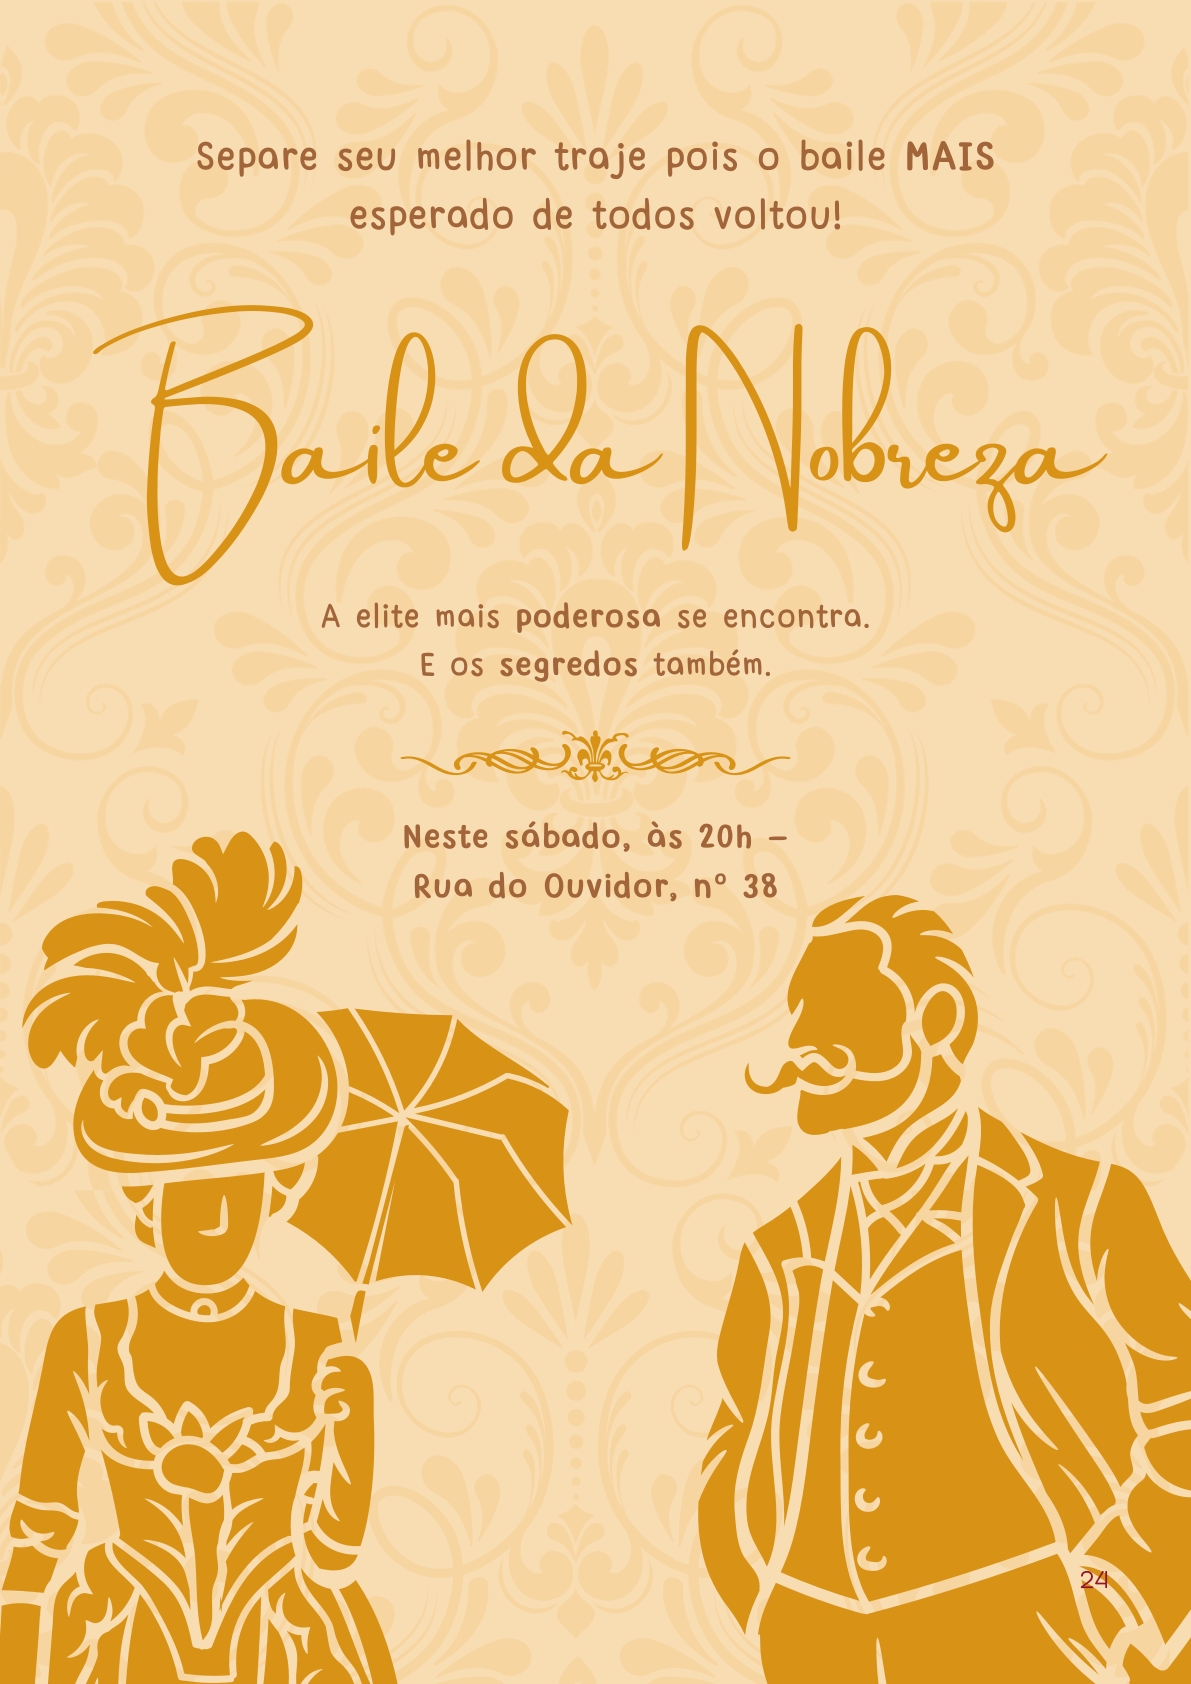 Separe seu melhor traje pois o baile MAIS
esperado de todos voltou!
Baile da Nobreza
A elite mais poderosa se encontra.
E os segredos também.
Neste sábado, às 20h –
Rua do Ouvidor, nº 38
24